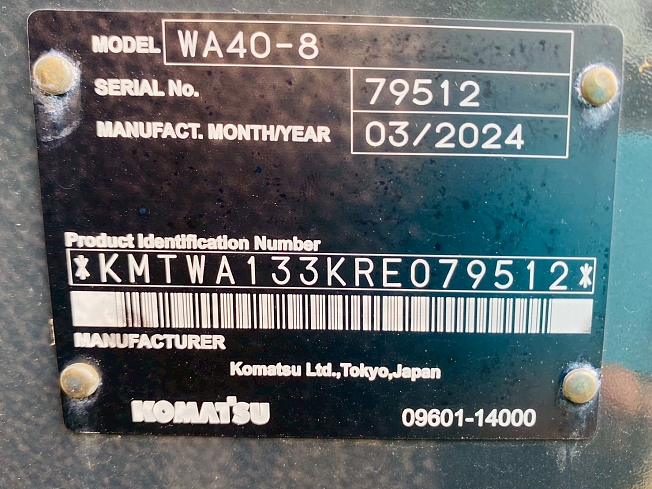 MODEL WA40-8
SERIAL No. 79512
MANUFACT. MONTH/YEAR 03/2024
Product Identification Number
*KMTWA133KRE079512*
MANUFACTURER
Komatsu Ltd.,Tokyo,Japan
KOMATSU 09601-14000